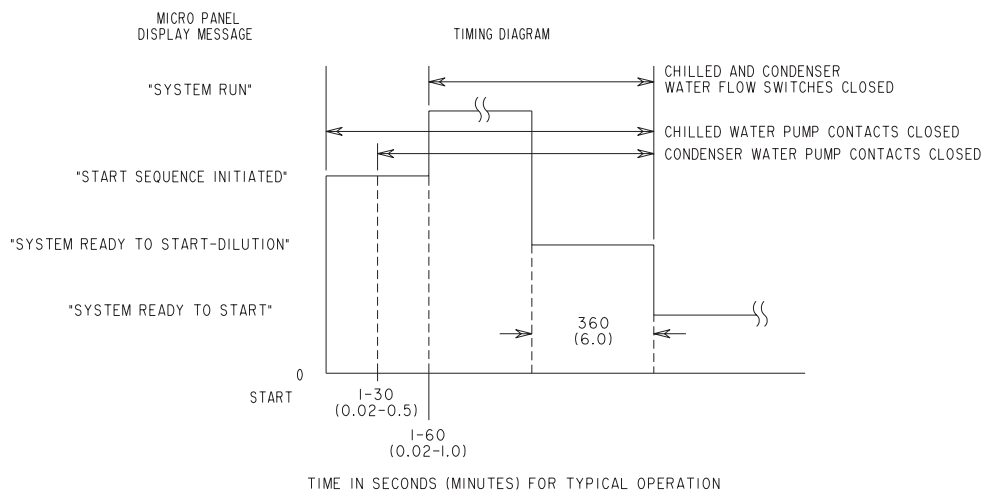 MICRO PANEL
DISPLAY MESSAGE
TIMING DIAGRAM
CHILLED AND CONDENSER
WATER FLOW SWITCHES CLOSED
"SYSTEM RUN"
CHILLED WATER PUMP CONTACTS CLOSED
CONDENSER WATER PUMP CONTACTS CLOSED
"START SEQUENCE INITIATED"
"SYSTEM READY TO START-DILUTION"
"SYSTEM READY TO START"
360
(6.0)
0
START
1-30
(0.02-0.5)
1-60
(0.02-1.0)
TIME IN SECONDS (MINUTES) FOR TYPICAL OPERATION